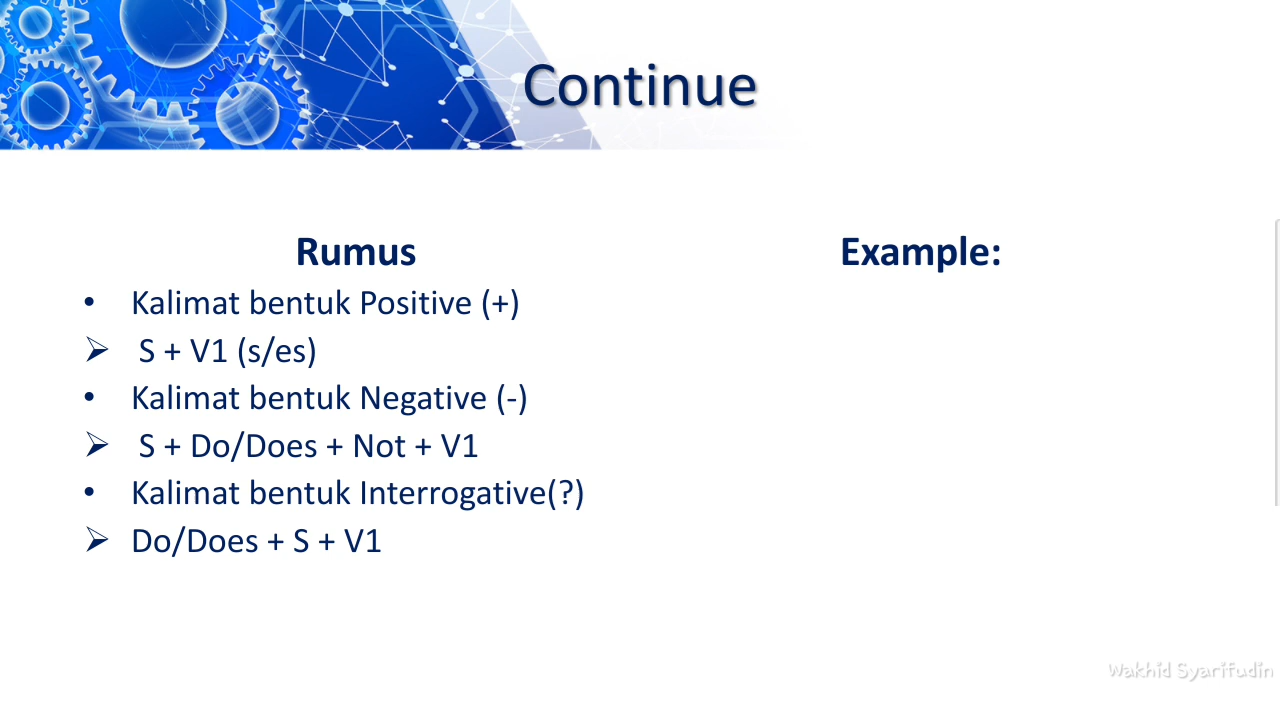 Continue
Rumus
• Kalimat bentuk Positive (+)
➢ S + V1 (s/es)
• Kalimat bentuk Negative (-)
➢ S + Do/Does + Not + V1
• Kalimat bentuk Interrogative(?)
➢ Do/Does + S + V1
Example:
Wakhid Syarifudin